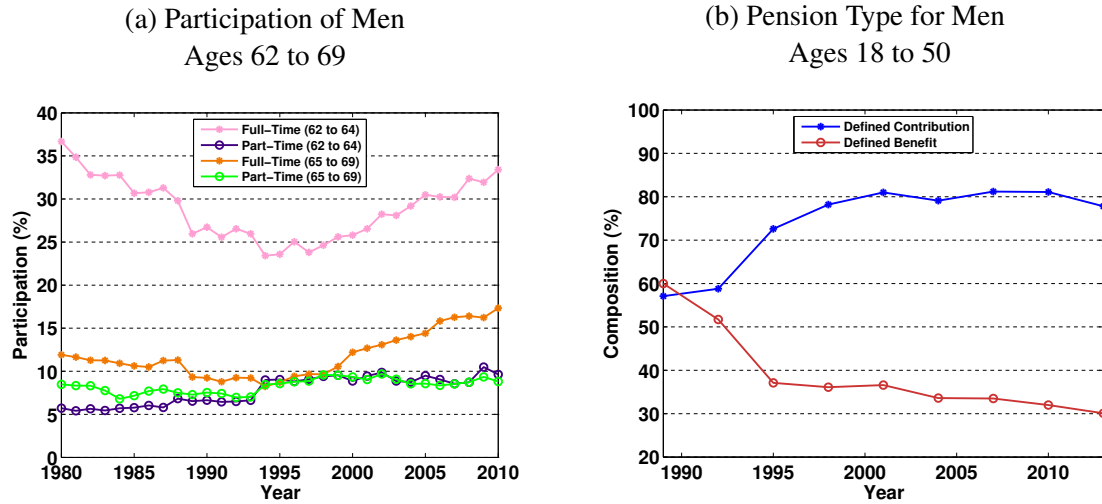 (a) Participation of Men
Ages 62 to 69
Participation (%)
40
35
30
25
20
15
10
5
0
Full−Time (62 to 64)
Part−Time (62 to 64)
Full−Time (65 to 69)
Part−Time (65 to 69)
1980 1985 1990 1995 2000 2005 2010
Year
(b) Pension Type for Men
Ages 18 to 50
Composition (%)
100
90
80
70
60
50
40
30
20
Defined Contribution
Defined Benefit
1990 1995 2000 2005 2010
Year